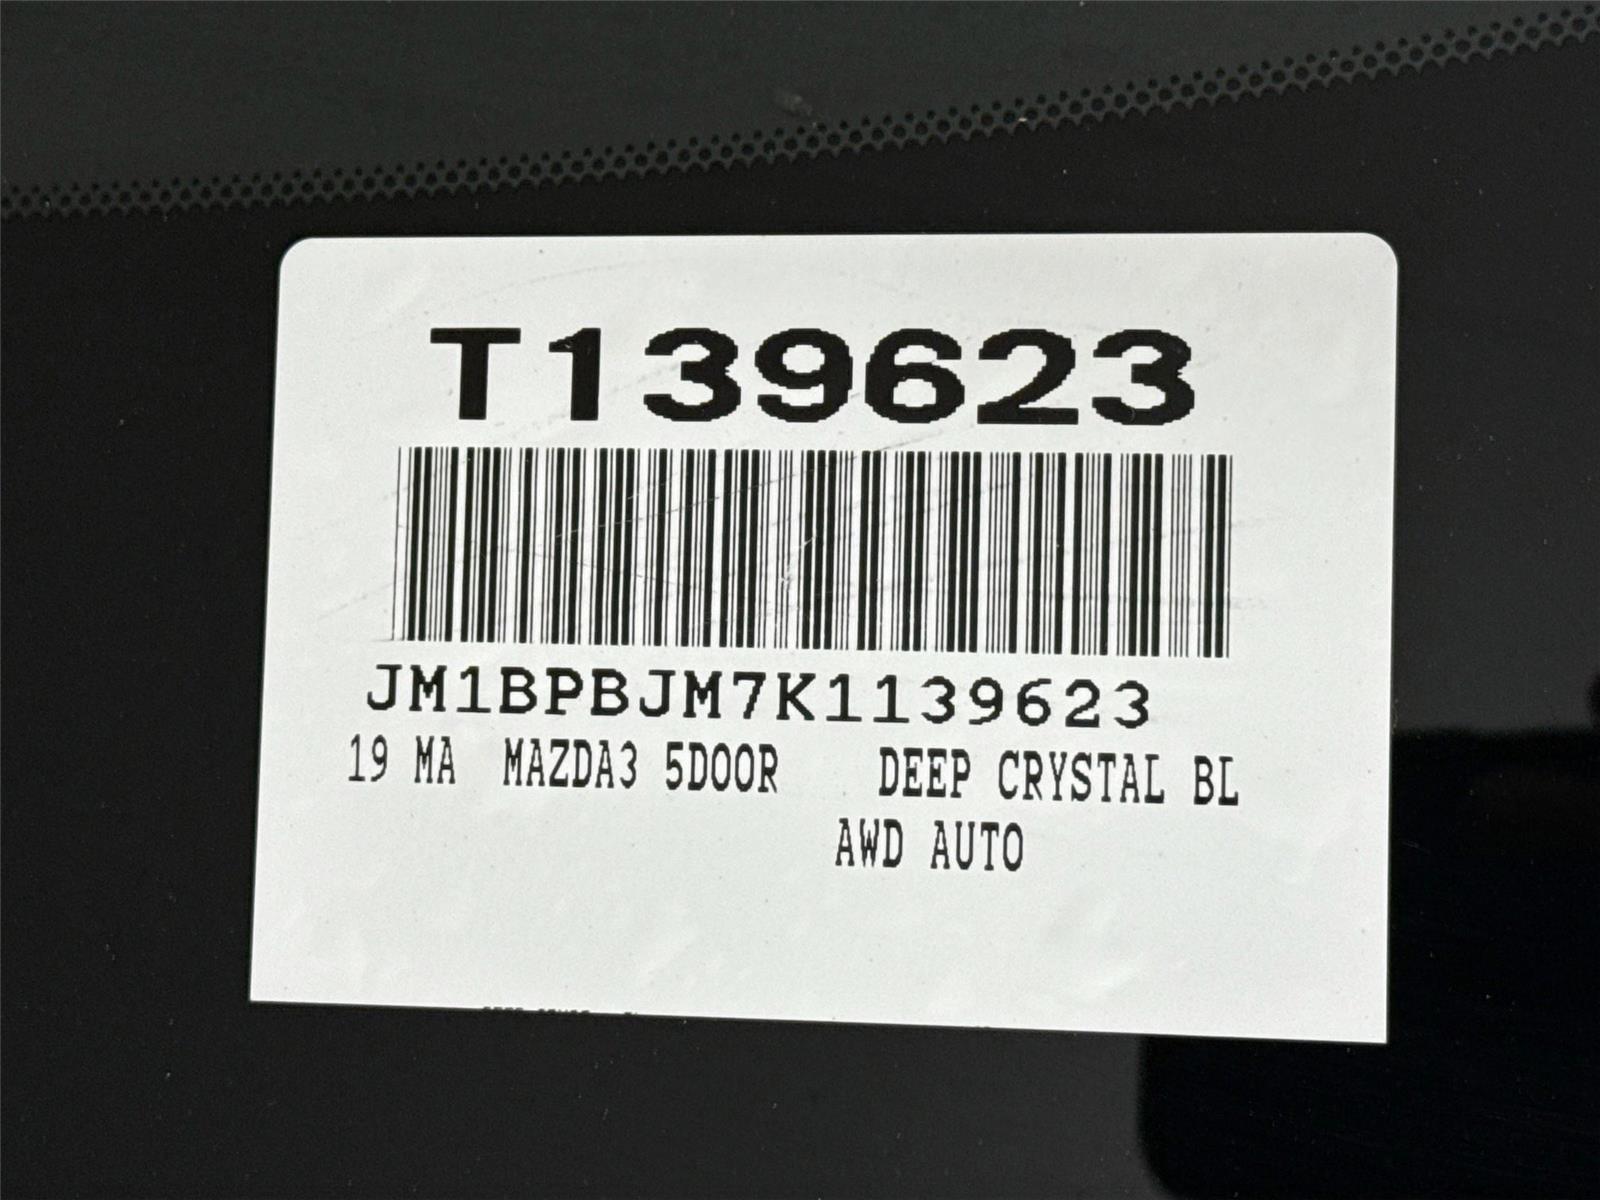 T139623
JM1BPBJM7K1139623
19 MA MAZDA3 5DOOR DEEP CRYSTAL BL
AWD AUTO